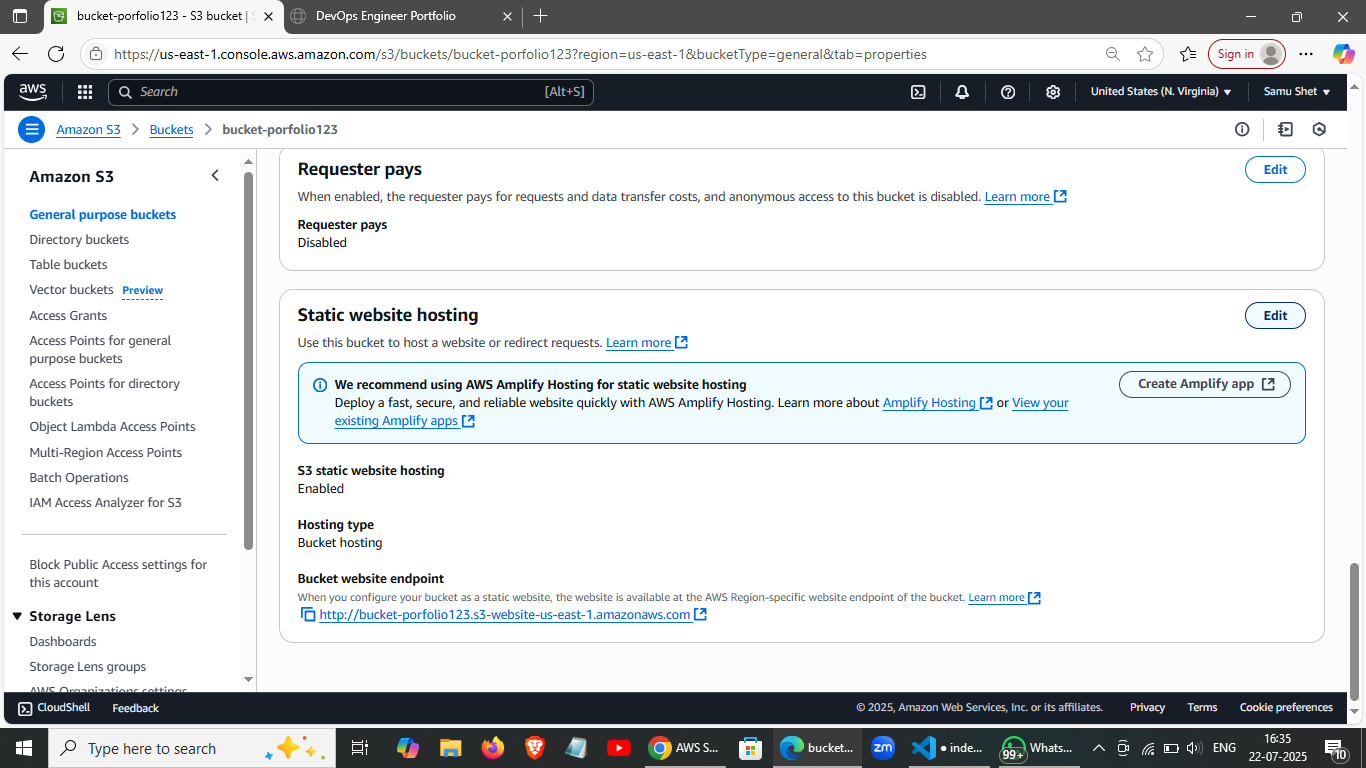 bucket-porfolio123 - S3 bucket | S
DevOps Engineer Portfolio
https://us-east-1.console.aws.amazon.com/s3/buckets/bucket-porfolio123?region=us-east-1&bucketType=general&tab=properties
Sign in
aws
Search
[Alt+S]
United States (N. Virginia)
Samu Shet
Amazon S3
Buckets
bucket-porfolio123
Amazon S3
General purpose buckets
Directory buckets
Table buckets
Vector buckets Preview
Access Grants
Access Points for general
purpose buckets
Access Points for directory
buckets
Object Lambda Access Points
Multi-Region Access Points
Batch Operations
IAM Access Analyzer for S3
Block Public Access settings for
this account
Storage Lens
Dashboards
Storage Lens groups
AWS Organizations settings
Requester pays
Edit
When enabled, the requester pays for requests and data transfer costs, and anonymous access to this bucket is disabled. Learn more
Requester pays
Disabled
Static website hosting
Edit
Use this bucket to host a website or redirect requests. Learn more
We recommend using AWS Amplify Hosting for static website hosting
Create Amplify app
Deploy a fast, secure, and reliable website quickly with AWS Amplify Hosting. Learn more about Amplify Hosting or View your
existing Amplify apps
S3 static website hosting
Enabled
Hosting type
Bucket hosting
Bucket website endpoint
When you configure your bucket as a static website, the website is available at the AWS Region-specific website endpoint of the bucket. Learn more
http://bucket-porfolio123.s3-website-us-east-1.amazonaws.com
CloudShell
Feedback
© 2025, Amazon Web Services, Inc. or its affiliates.
Privacy
Terms
Cookie preferences
Type here to search
AWS S...
bucket...
zm
● inde...
99+
Whats...
ENG
16:35
22-07-2025
10